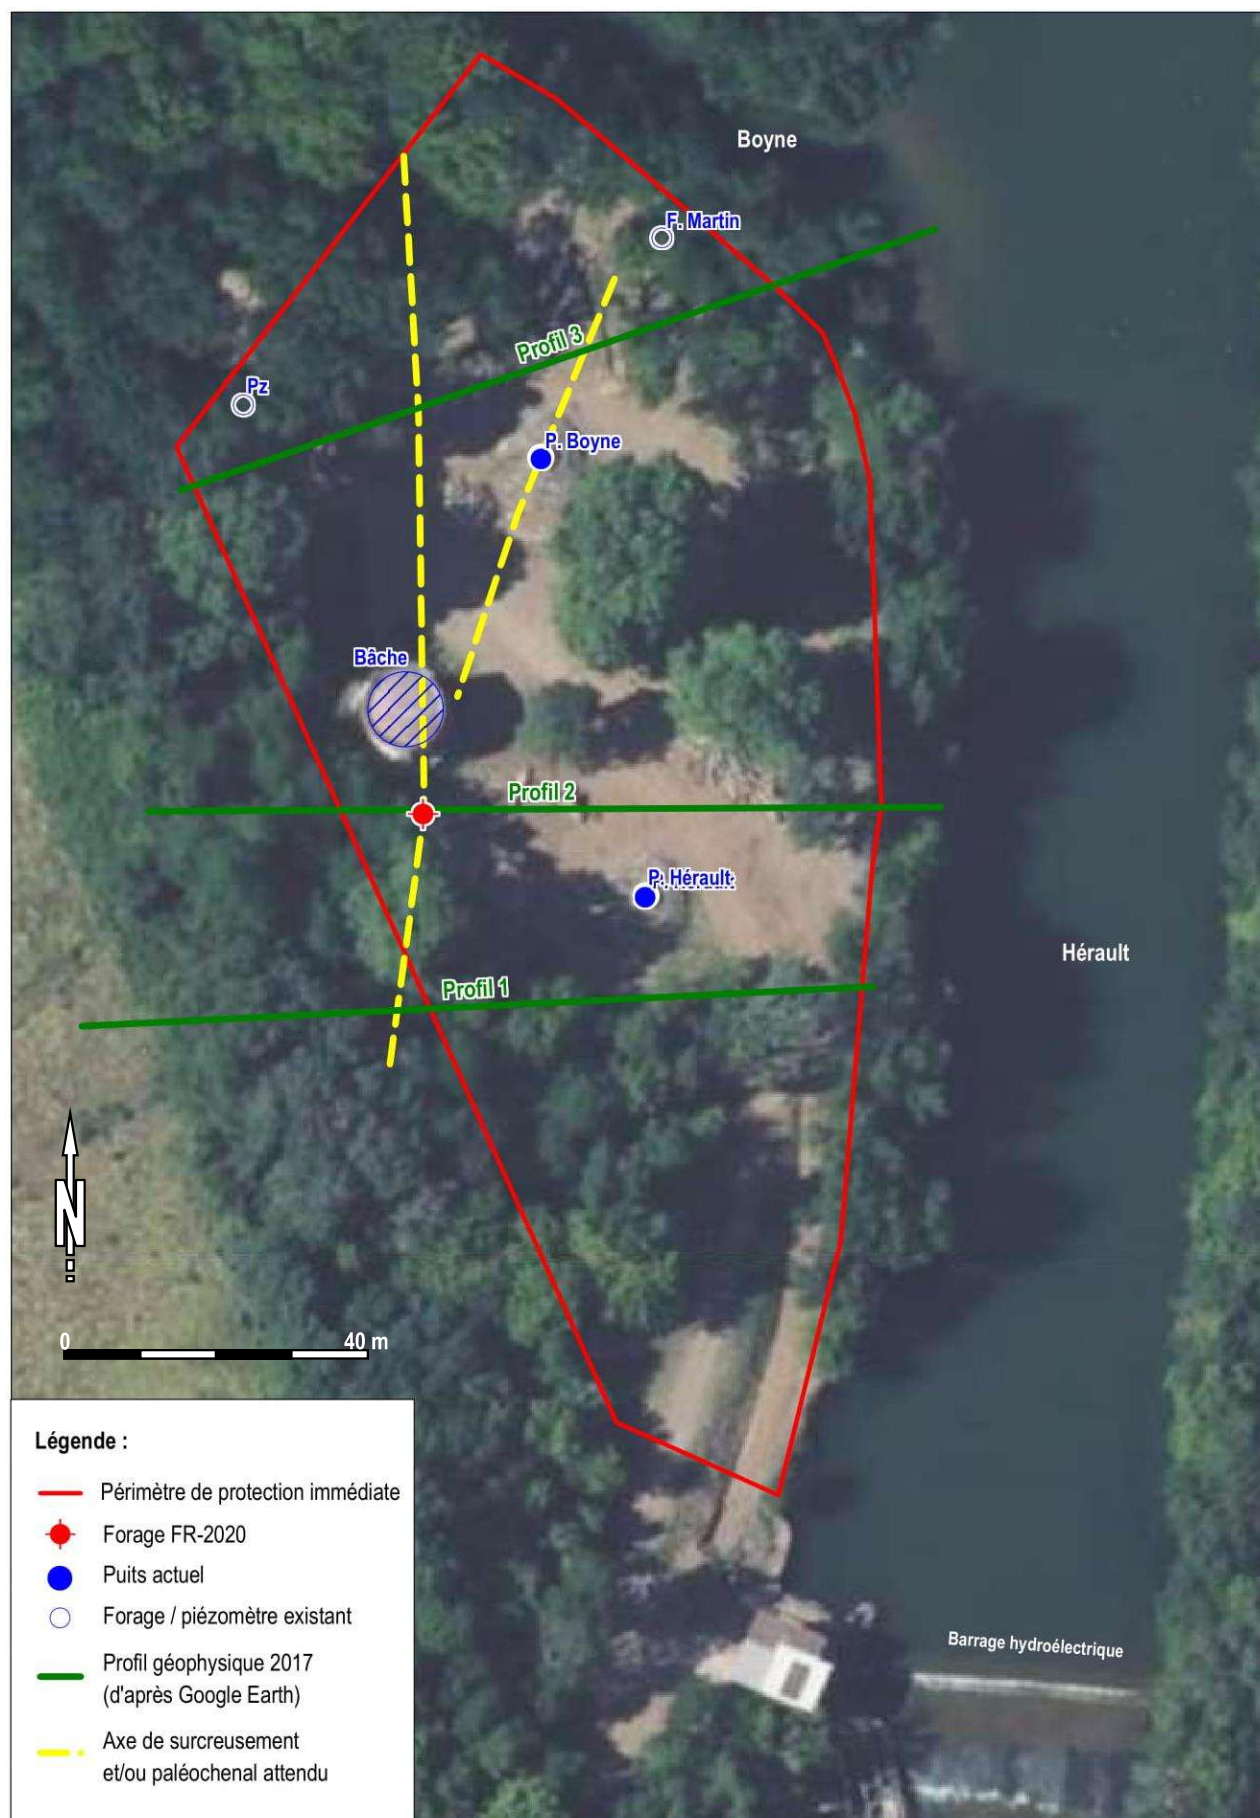 Boyne
F. Martin
Profil 3
Pz
P. Boyne
Bâche
Profil 2
P. Hérault
Hérault
Profil 1
N
0 40 m
Légende :
Périmètre de protection immédiate
Forage FR-2020
Puits actuel
Forage / piézomètre existant
Profil géophysique 2017
(d'après Google Earth)
Axe de surcreusement
et/ou paléochenal attendu
Barrage hydroélectrique